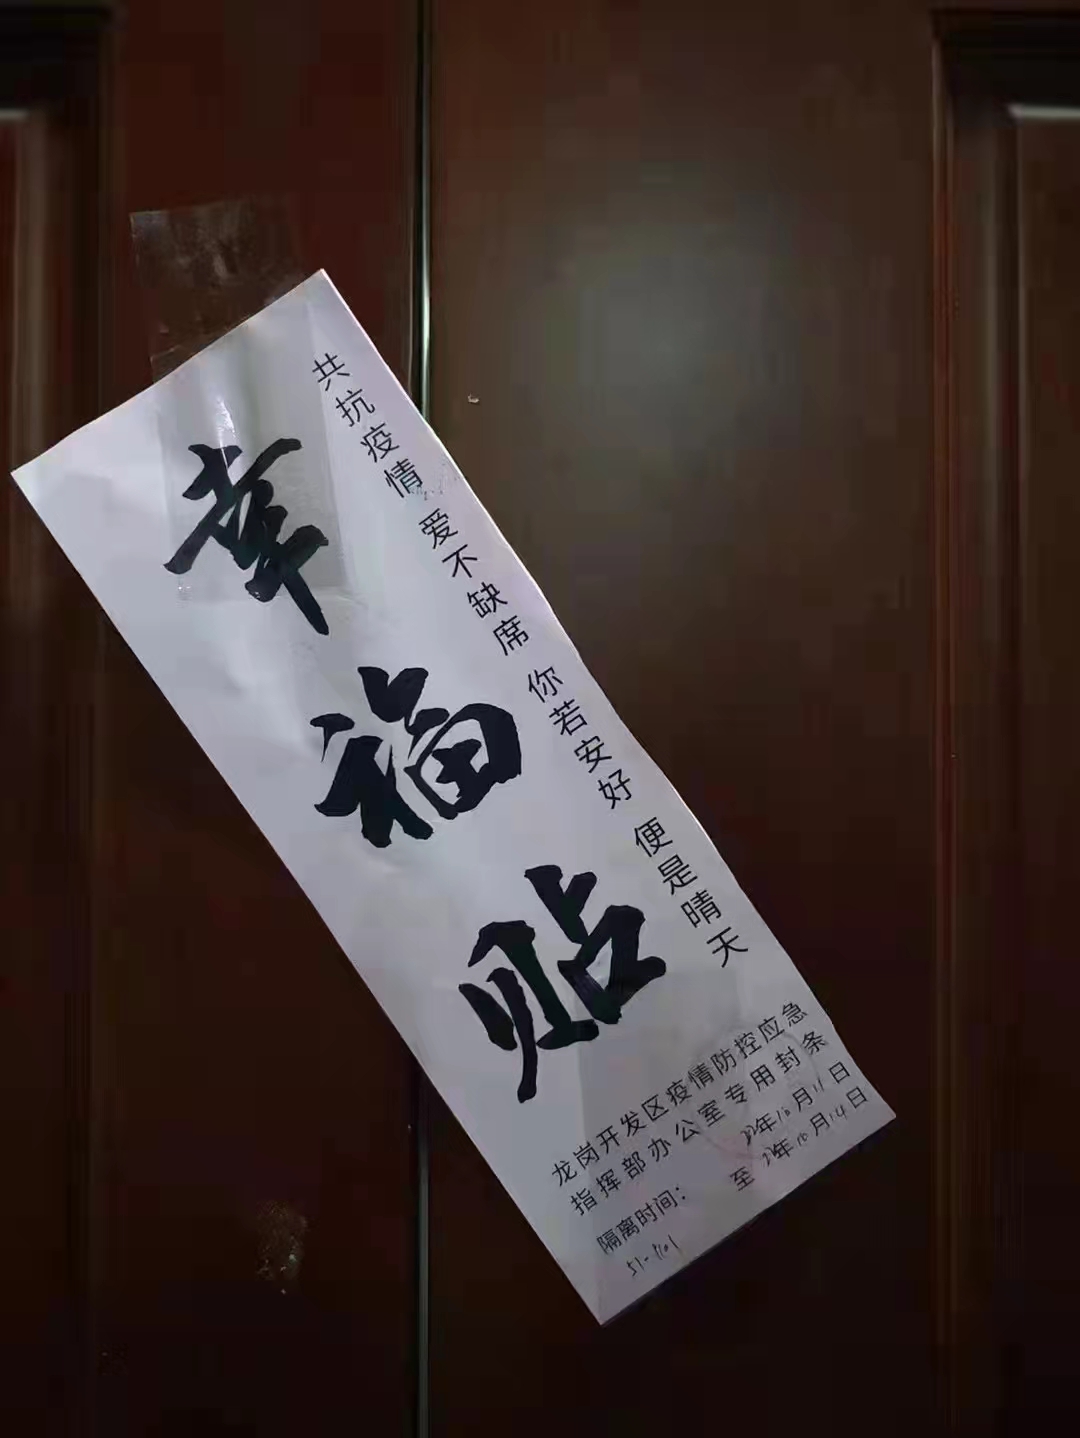 共抗疫情 爱不缺席 你若安好 便是晴天
幸福贴
龙岗开发区疫情防控应急
指挥部办公室专用封条
隔离时间： 22年10月11日
至 22年10月14日